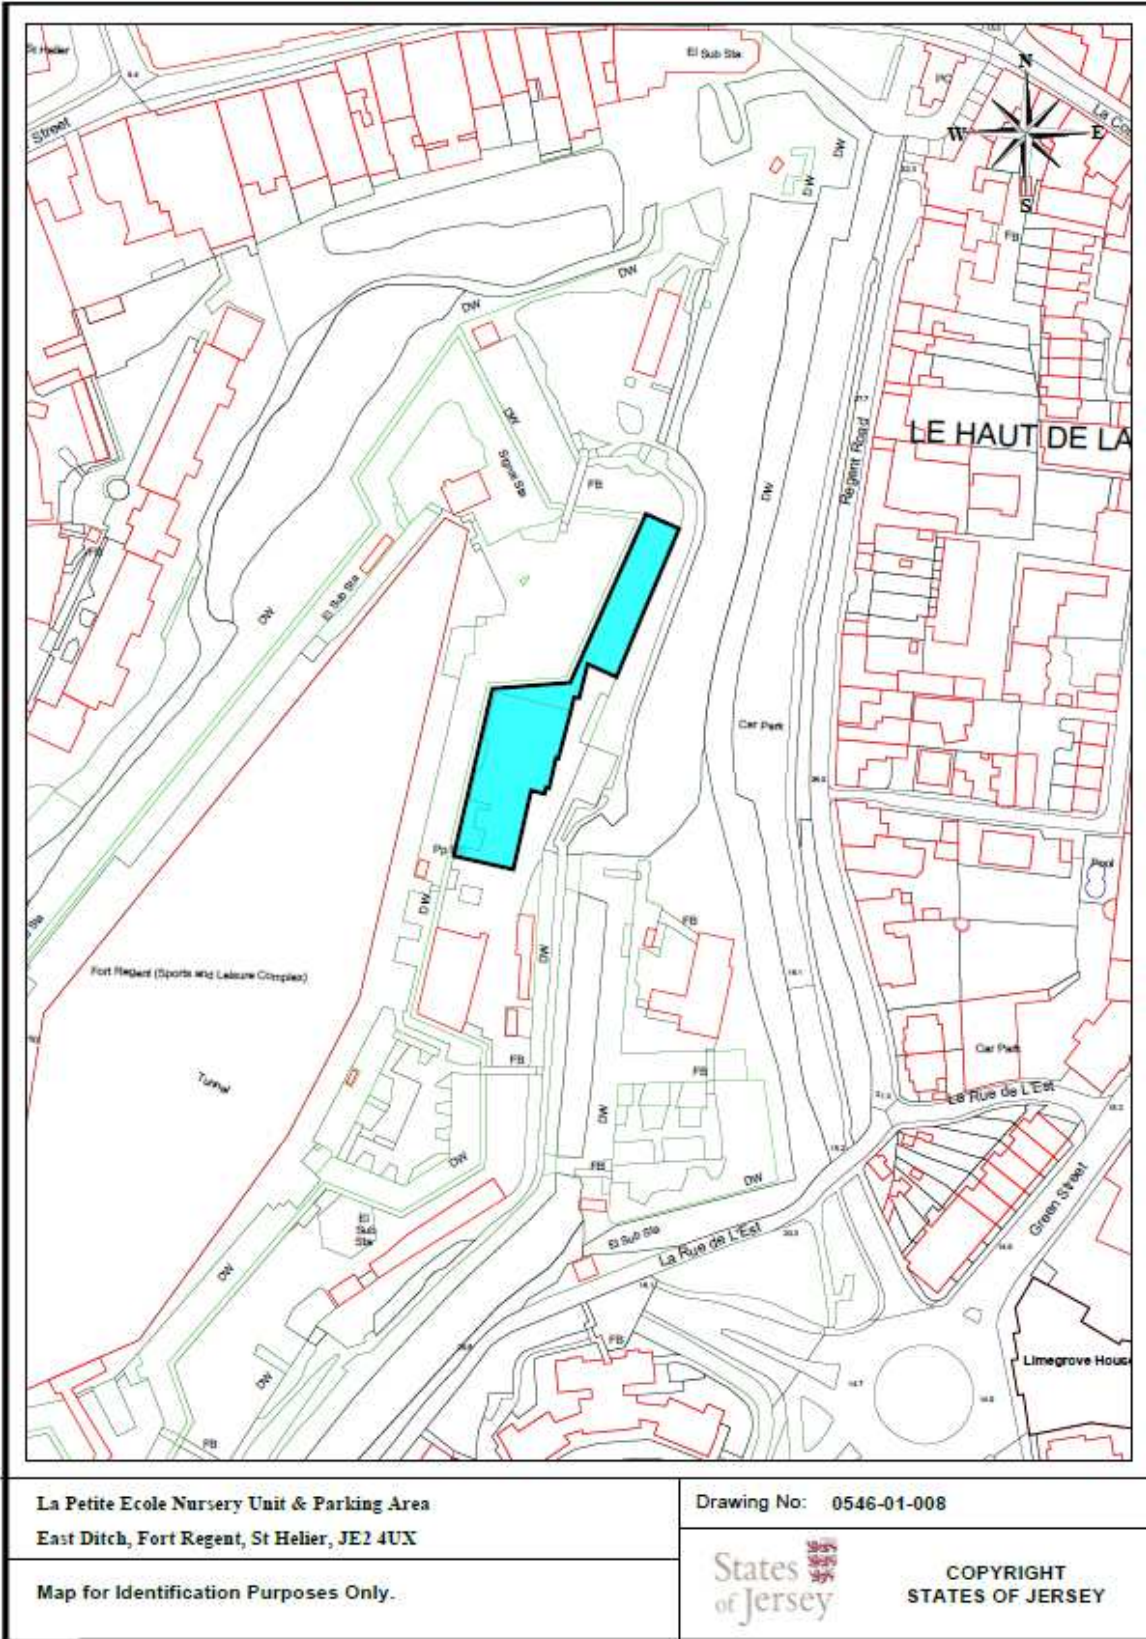 St Helier
El Sub Sta
PC
N
W
E
S
Street
DW
DW
FB
DW
DW
LE HAUT DE LA
Regent Road
DW
Signal Sta
FB
DW
FB
El Sub Sta
DW
Car Park
Pool
DW
FB
DW
Fort Regent (Sports and Leisure Complex)
Car Park
Tunnel
FB
FB
La Rue de L'Est
DW
DW
FB
DW
Green Street
El
Sub
Sta
El Sub Sta
La Rue de L'Est
DW
FB
Limegrove House
DW
FB
La Petite Ecole Nursery Unit & Parking Area
East Ditch, Fort Regent, St Helier, JE2 4UX
Map for Identification Purposes Only.
Drawing No: 0546-01-008
States
of Jersey
COPYRIGHT
STATES OF JERSEY